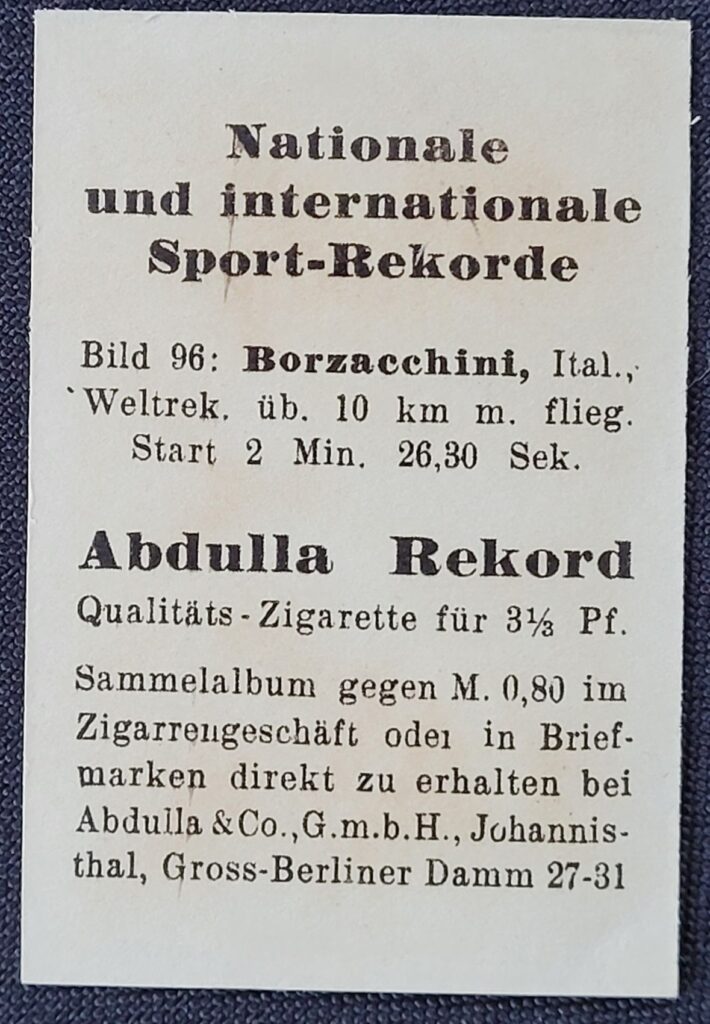 Nationale
und internationale
Sport-Rekorde
Bild 96: Borzacchini, Ital.,
Weltrek. üb. 10 km m. flieg.
Start 2 Min. 26,30 Sek.
Abdulla Rekord
Qualitäts-Zigarette für 3⅓ Pf.
Sammelalbum gegen M. 0,80 im
Zigarrengeschäft oder in Brief-
marken direkt zu erhalten bei
Abdulla & Co., G.m.b.H., Johannis-
thal, Gross-Berliner Damm 27-31